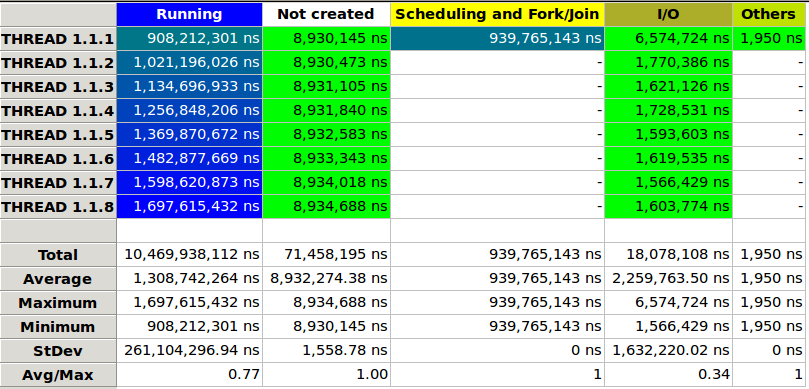 Running Not created Scheduling and Fork/Join I/O Others
THREAD 1.1.1 908,212,301 ns 8,930,145 ns 939,765,143 ns 6,574,724 ns 1,950 ns
THREAD 1.1.2 1,021,196,026 ns 8,930,473 ns - 1,770,386 ns -
THREAD 1.1.3 1,134,696,933 ns 8,931,105 ns - 1,621,126 ns -
THREAD 1.1.4 1,256,848,206 ns 8,931,840 ns - 1,728,531 ns -
THREAD 1.1.5 1,369,870,672 ns 8,932,583 ns - 1,593,603 ns -
THREAD 1.1.6 1,482,877,669 ns 8,933,343 ns - 1,619,535 ns -
THREAD 1.1.7 1,598,620,873 ns 8,934,018 ns - 1,566,429 ns -
THREAD 1.1.8 1,697,615,432 ns 8,934,688 ns - 1,603,774 ns -
Total 10,469,938,112 ns 71,458,195 ns 939,765,143 ns 18,078,108 ns 1,950 ns
Average 1,308,742,264 ns 8,932,274.38 ns 939,765,143 ns 2,259,763.50 ns 1,950 ns
Maximum 1,697,615,432 ns 8,934,688 ns 939,765,143 ns 6,574,724 ns 1,950 ns
Minimum 908,212,301 ns 8,930,145 ns 939,765,143 ns 1,566,429 ns 1,950 ns
StDev 261,104,296.94 ns 1,558.78 ns 0 ns 1,632,220.02 ns 0 ns
Avg/Max 0.77 1.00 1 0.34 1